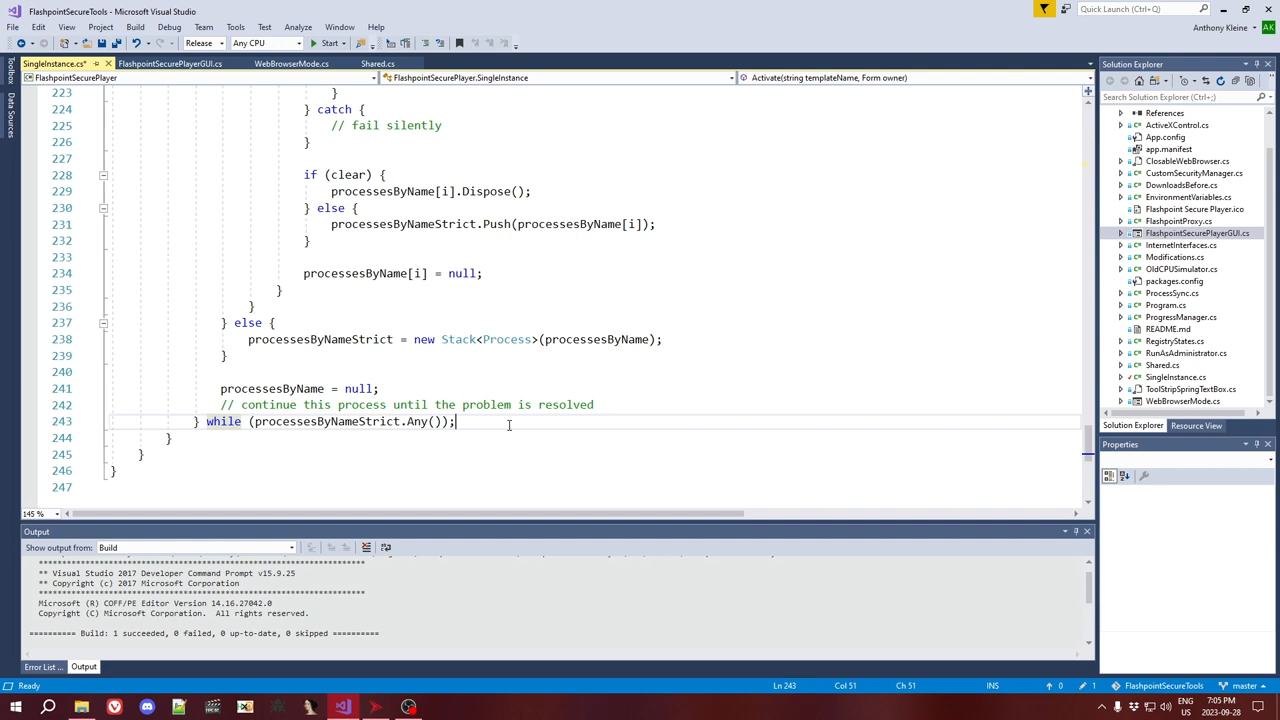 FlashpointSecureTools - Microsoft Visual Studio
Quick Launch (Ctrl+Q)
File Edit View Project Build Debug Team Tools Test Analyze Window Help
Anthony Kleine AK
Release Any CPU Start
SingleInstance.cs* FlashpointSecurePlayerGUI.cs WebBrowserMode.cs Shared.cs
FlashpointSecurePlayer FlashpointSecurePlayer.SingleInstance Activate(string templateName, Form owner)
Toolbox
Data Sources
223 }
224 } catch {
225 // fail silently
226 }
227
228 if (clear) {
229 processesByName[i].Dispose();
230 } else {
231 processesByNameStrict.Push(processesByName[i]);
232 }
233
234 processesByName[i] = null;
235 }
236 }
237 } else {
238 processesByNameStrict = new Stack<Process>(processesByName);
239 }
240
241 processesByName = null;
242 // continue this process until the problem is resolved
243 } while (processesByNameStrict.Any());
244 }
245 }
246 }
247
145 %
Solution Explorer
Search Solution Explorer (Ctrl+;)
References
ActiveXControl.cs
App.config
app.manifest
ClosableWebBrowser.cs
CustomSecurityManager.cs
DownloadsBefore.cs
EnvironmentVariables.cs
Flashpoint Secure Player.ico
FlashpointProxy.cs
FlashpointSecurePlayerGUI.cs
InternetInterfaces.cs
Modifications.cs
OldCPUSimulator.cs
packages.config
ProcessSync.cs
Program.cs
ProgressManager.cs
README.md
RegistryStates.cs
RunAsAdministrator.cs
Shared.cs
SingleInstance.cs
ToolStripSpringTextBox.cs
WebBrowserMode.cs
Solution Explorer Resource View
Properties
Output
Show output from: Build
**********************************************************************
** Visual Studio 2017 Developer Command Prompt v15.9.25
** Copyright (c) 2017 Microsoft Corporation
**********************************************************************
Microsoft (R) COFF/PE Editor Version 14.16.27042.0
Copyright (C) Microsoft Corporation.  All rights reserved.
========== Build: 1 succeeded, 0 failed, 0 up-to-date, 0 skipped ==========
Error List ... Output
Ready Ln 243 Col 51 Ch 51 INS 0 1 FlashpointSecureTools master
US
7:05 PM
2023-09-28